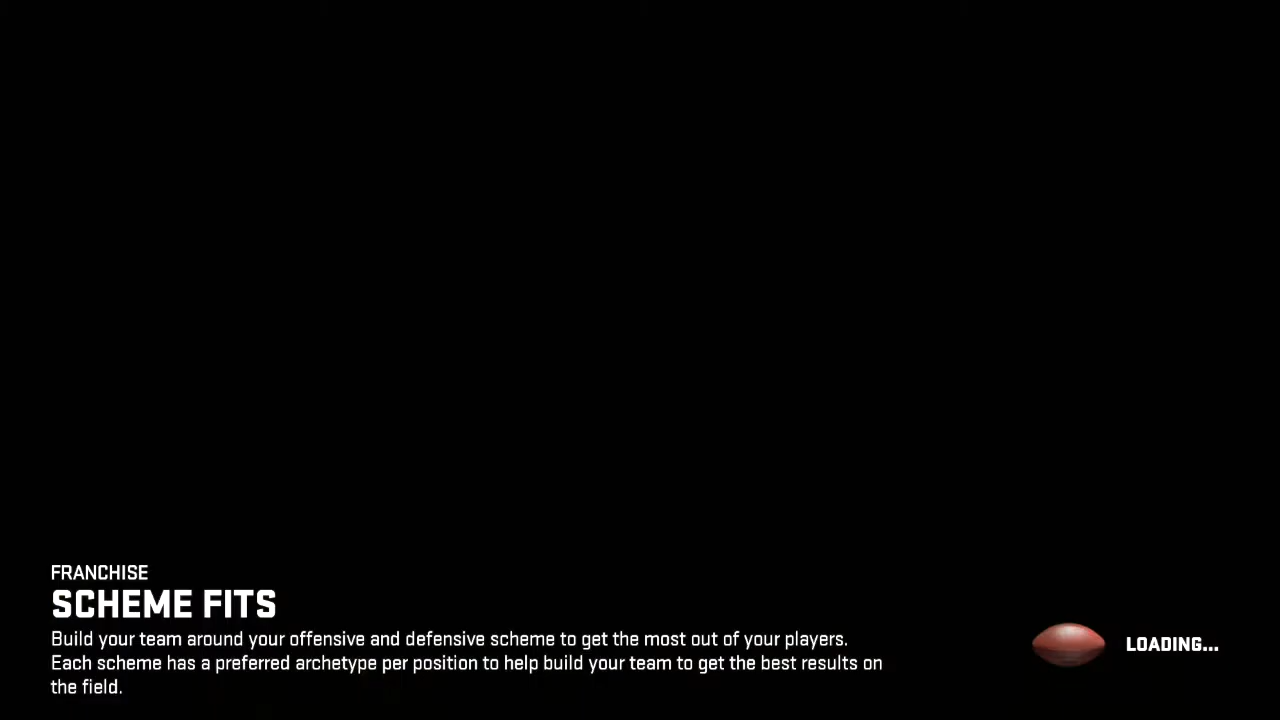 FRANCHISE
SCHEME FITS
Build your team around your offensive and defensive scheme to get the most out of your players.
Each scheme has a preferred archetype per position to help build your team to get the best results on
the field.
LOADING...